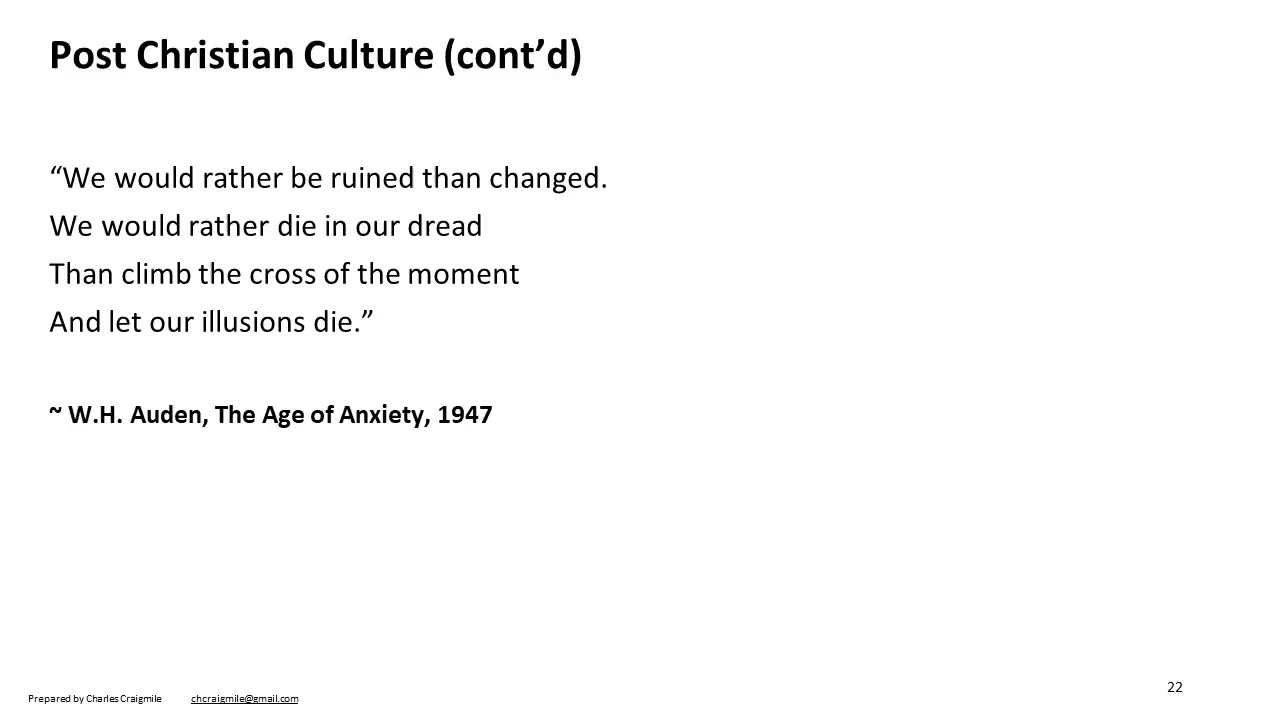 Post Christian Culture (cont’d)
“We would rather be ruined than changed.
We would rather die in our dread
Than climb the cross of the moment
And let our illusions die.”
~ W.H. Auden, The Age of Anxiety, 1947
Prepared by Charles Craigmile chcraigmile@gmail.com
22